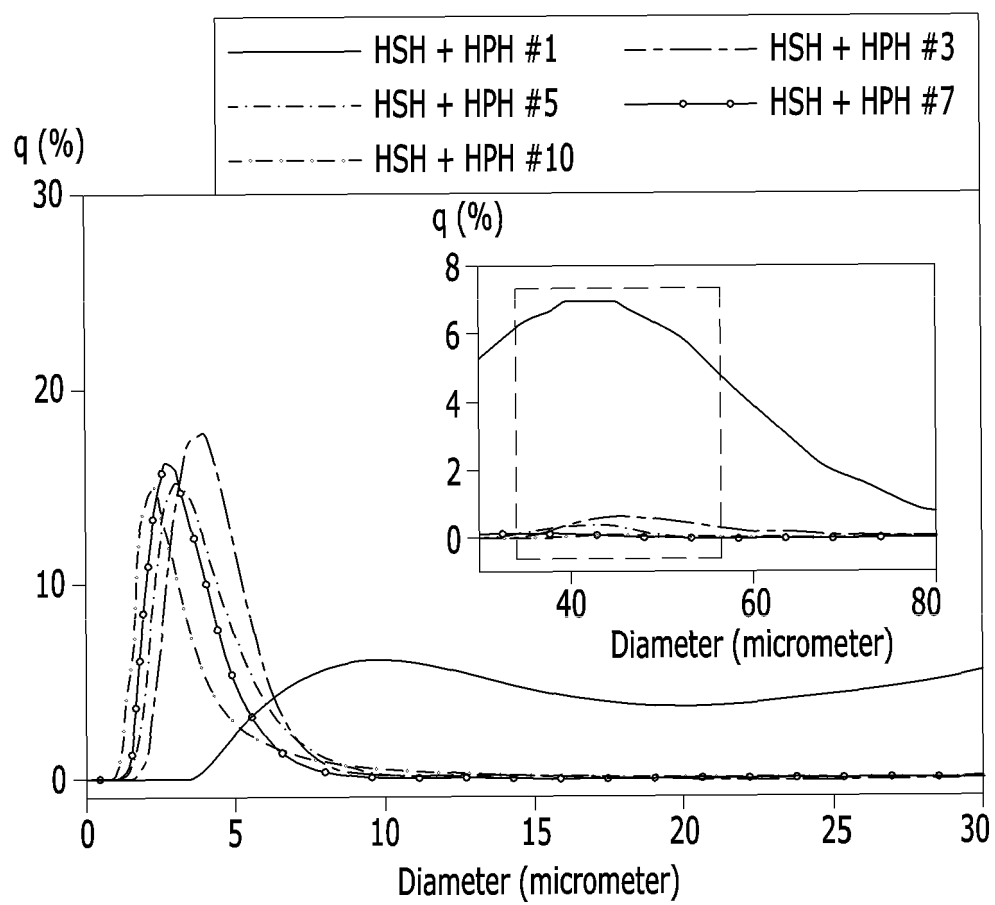 HSH + HPH #1
HSH + HPH #3
HSH + HPH #5
HSH + HPH #7
HSH + HPH #10
q (%)
30
20
10
0
0
5
10
15
20
25
30
Diameter (micrometer)
q (%)
8
6
4
2
0
40
60
80
Diameter (micrometer)